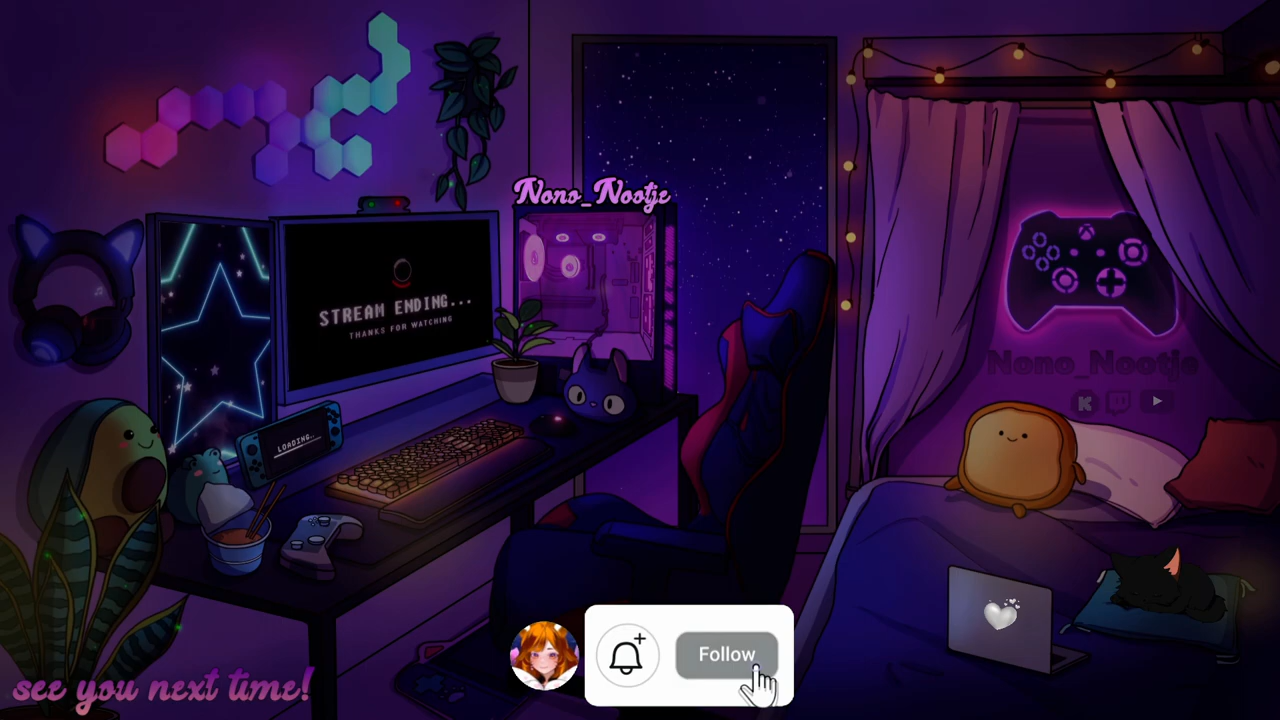 Nono_Nootje
STREAM ENDING...
THANKS FOR WATCHING
Nono_Nootje
LOADING..
Follow
see you next time!